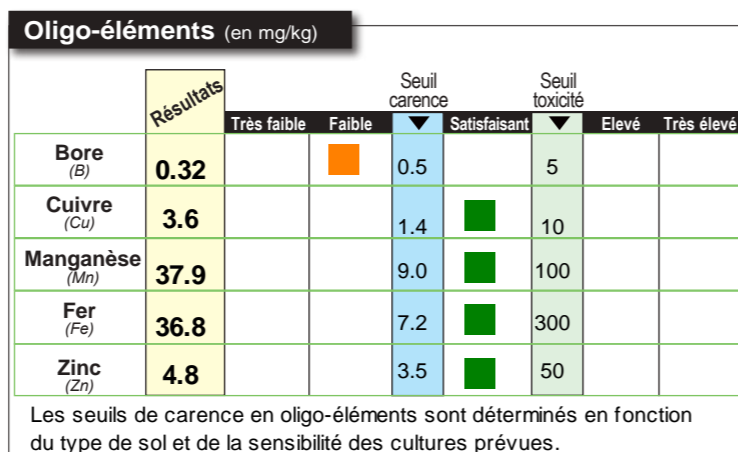 Oligo-éléments (en mg/kg)
Résultats
Seuil carence
Seuil toxicité
Très faible Faible ▼ Satisfaisant ▼ Elevé Très élevé
Bore (B) 0.32 0.5 5
Cuivre (Cu) 3.6 1.4 10
Manganèse (Mn) 37.9 9.0 100
Fer (Fe) 36.8 7.2 300
Zinc (Zn) 4.8 3.5 50
Les seuils de carence en oligo-éléments sont déterminés en fonction
du type de sol et de la sensibilité des cultures prévues.